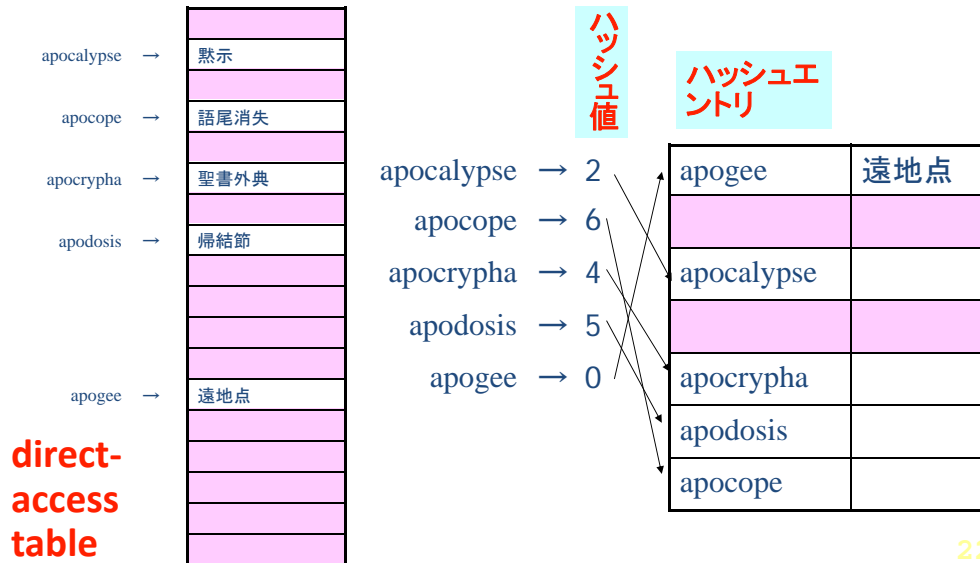 apocalypse → 黙示
apocope → 語尾消失
apocrypha → 聖書外典
apodosis → 帰結節
apogee → 遠地点
direct-
access
table
ハッシュ値
apocalypse → 2
apocope → 6
apocrypha → 4
apodosis → 5
apogee → 0
ハッシュエ
ントリ
apogee 遠地点
apocalypse
apocrypha
apodosis
apocope